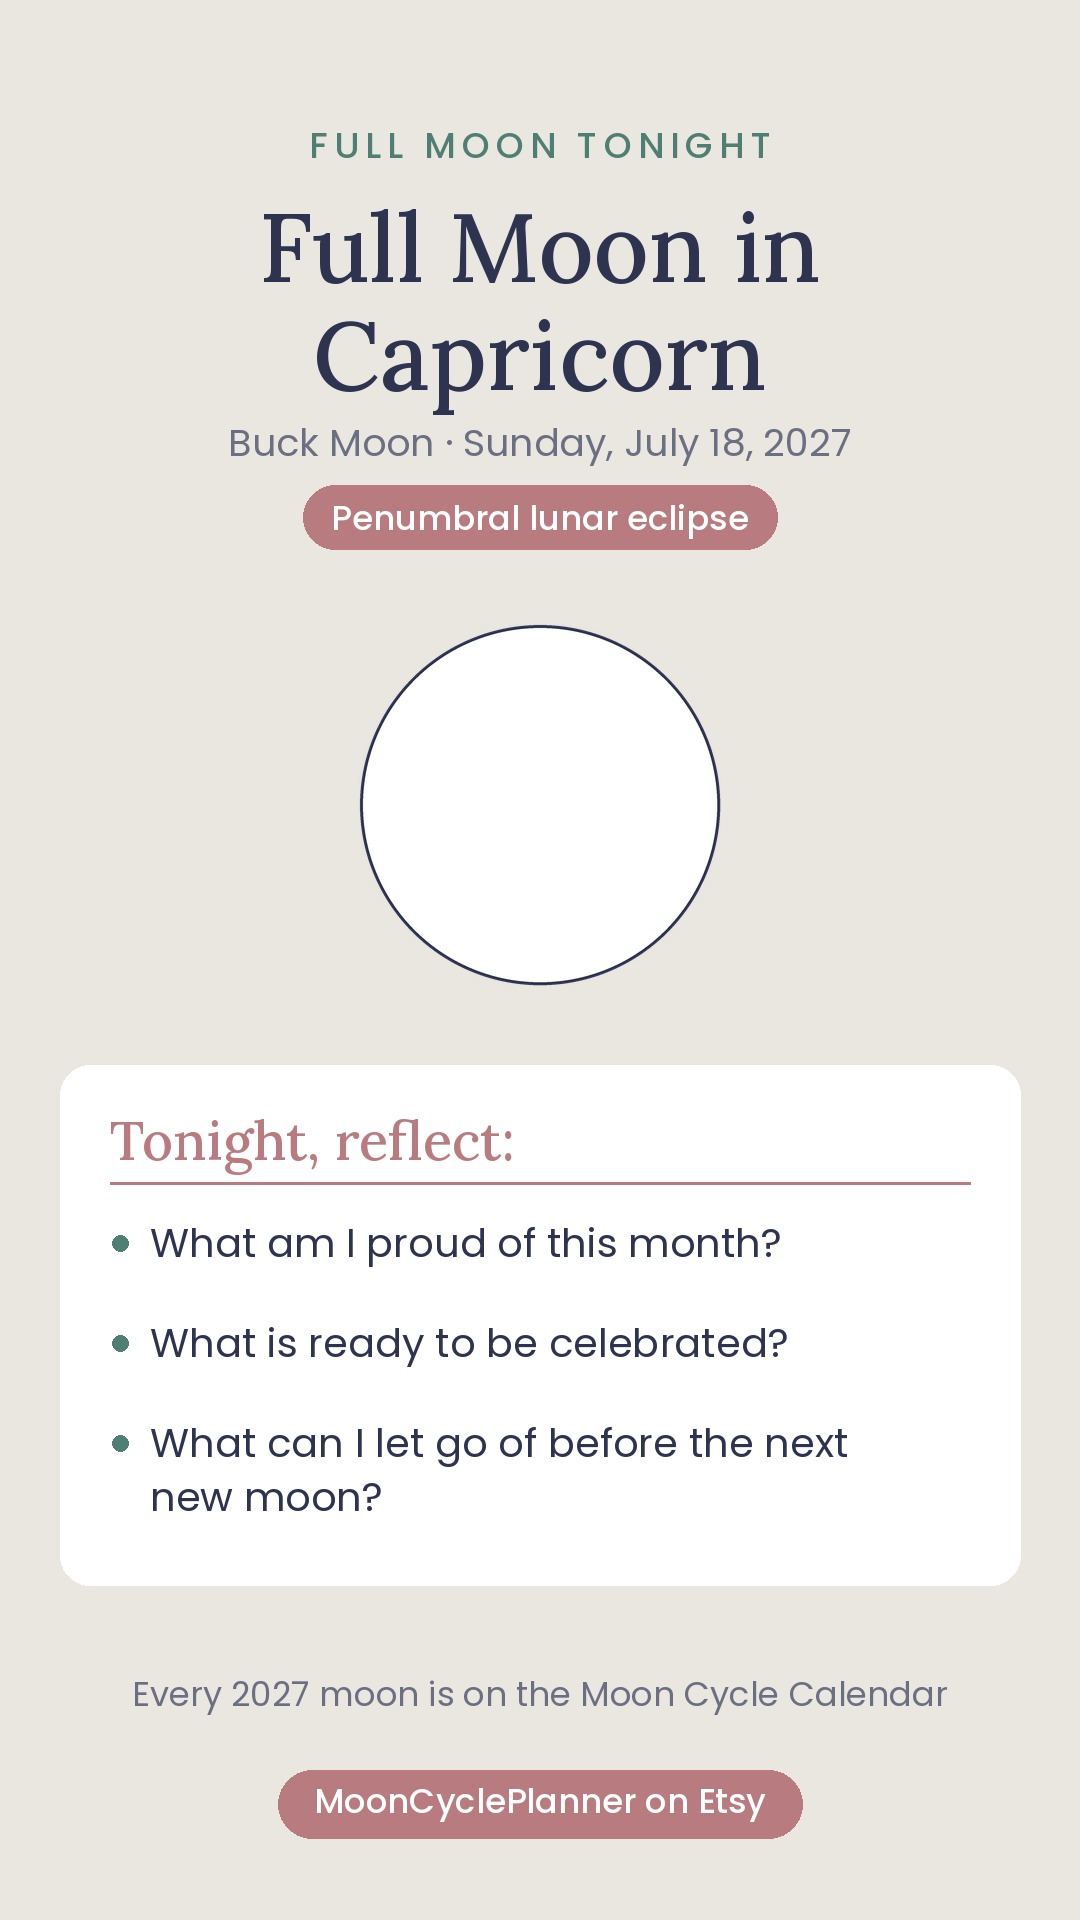 FULL MOON TONIGHT
Full Moon in
Capricorn
Buck Moon · Sunday, July 18, 2027
Penumbral lunar eclipse
Tonight, reflect:
What am I proud of this month?
What is ready to be celebrated?
What can I let go of before the next
new moon?
Every 2027 moon is on the Moon Cycle Calendar
MoonCyclePlanner on Etsy